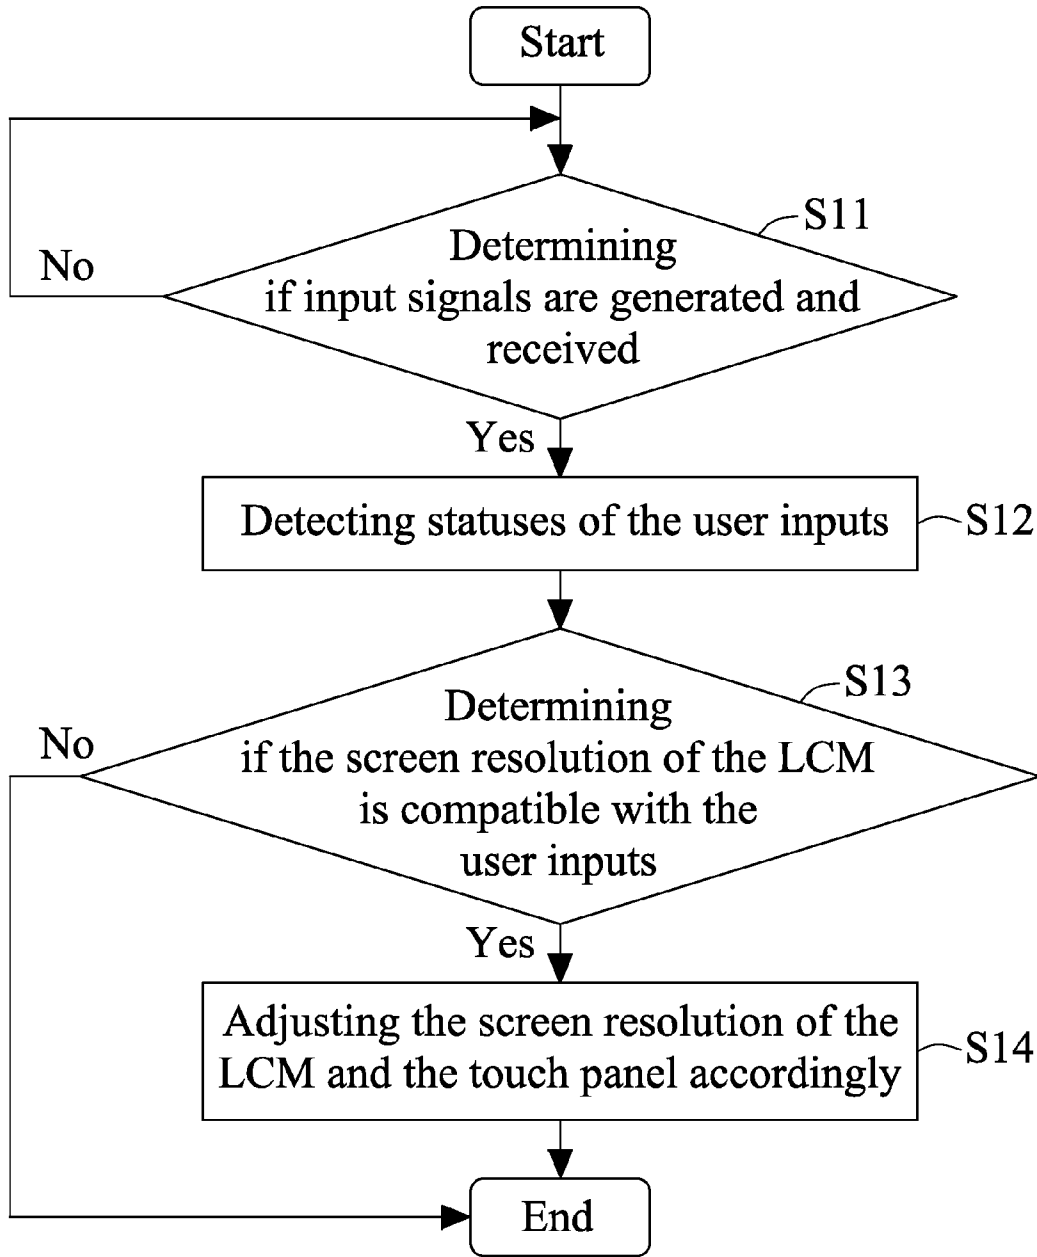 Start
S11
Determining
if input signals are generated and
received
No
Yes
Detecting statuses of the user inputs
S12
S13
Determining
if the screen resolution of the LCM
is compatible with the
user inputs
No
Yes
Adjusting the screen resolution of the
LCM and the touch panel accordingly
S14
End